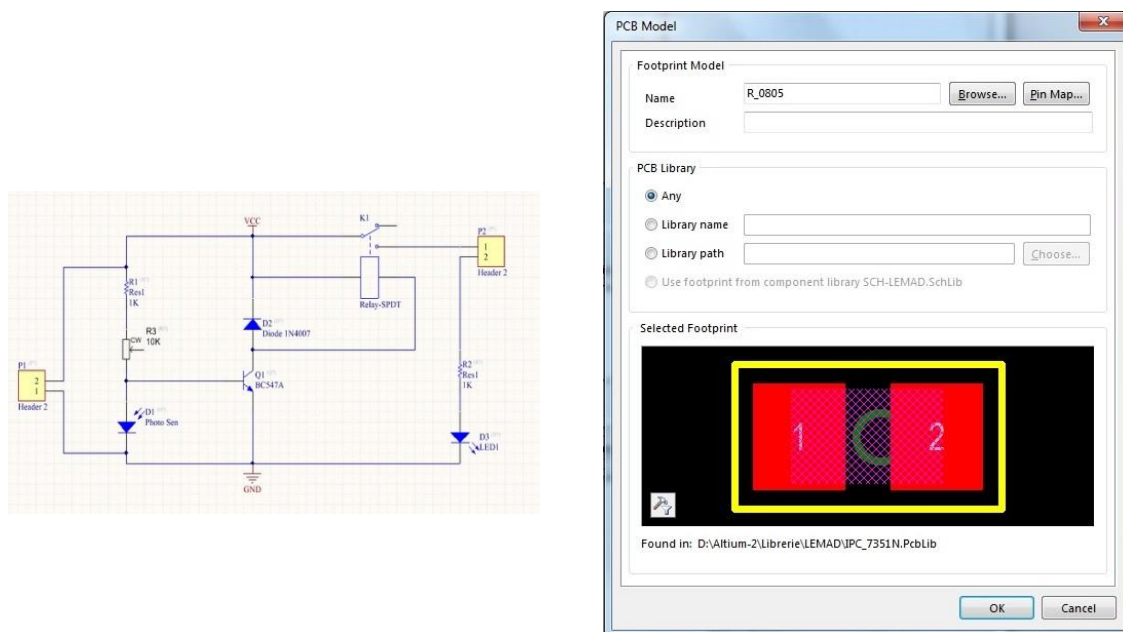 VCC
K1
P2
1
2
Header 2
R1
Res1
1K
Relay-SPDT
R3
CW
10K
D2
Diode 1N4007
P1
2
1
Header 2
Q1
BC547A
R2
Res1
1K
D1
Photo Sen
D3
LED1
GND
PCB Model
Footprint Model
Name R_0805 Browse... Pin Map...
Description
PCB Library
Any
Library name
Library path Choose...
Use footprint from component library SCH-LEMAD.SchLib
Selected Footprint
1 2
Found in: D:\Altium-2\Librerie\LEMAD\IPC_7351N.PcbLib
OK Cancel